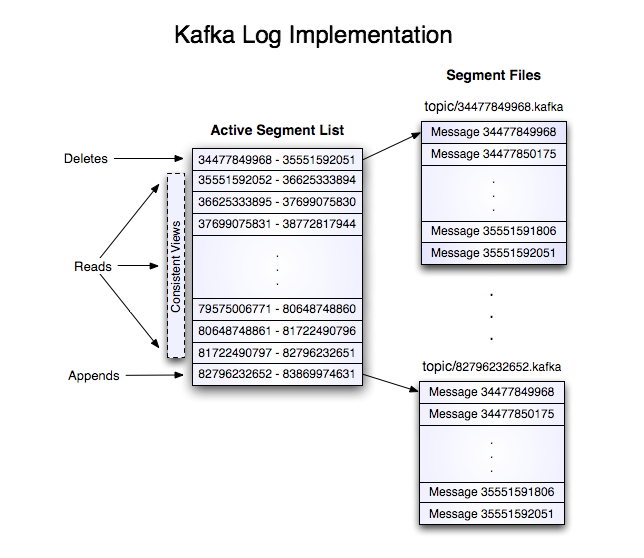 Kafka Log Implementation
Segment Files
topic/34477849968.kafka
Active Segment List
Message 34477849968
Deletes
34477849968 - 35551592051
Message 34477850175
35551592052 - 36625333894
36625333895 - 37699075830
37699075831 - 38772817944
Message 35551591806
Message 35551592051
Reads
Consistent Views
79575006771 - 80648748860
80648748861 - 81722490796
81722490797 - 82796232651
Appends
82796232652 - 83869974631
topic/82796232652.kafka
Message 34477849968
Message 34477850175
Message 35551591806
Message 35551592051